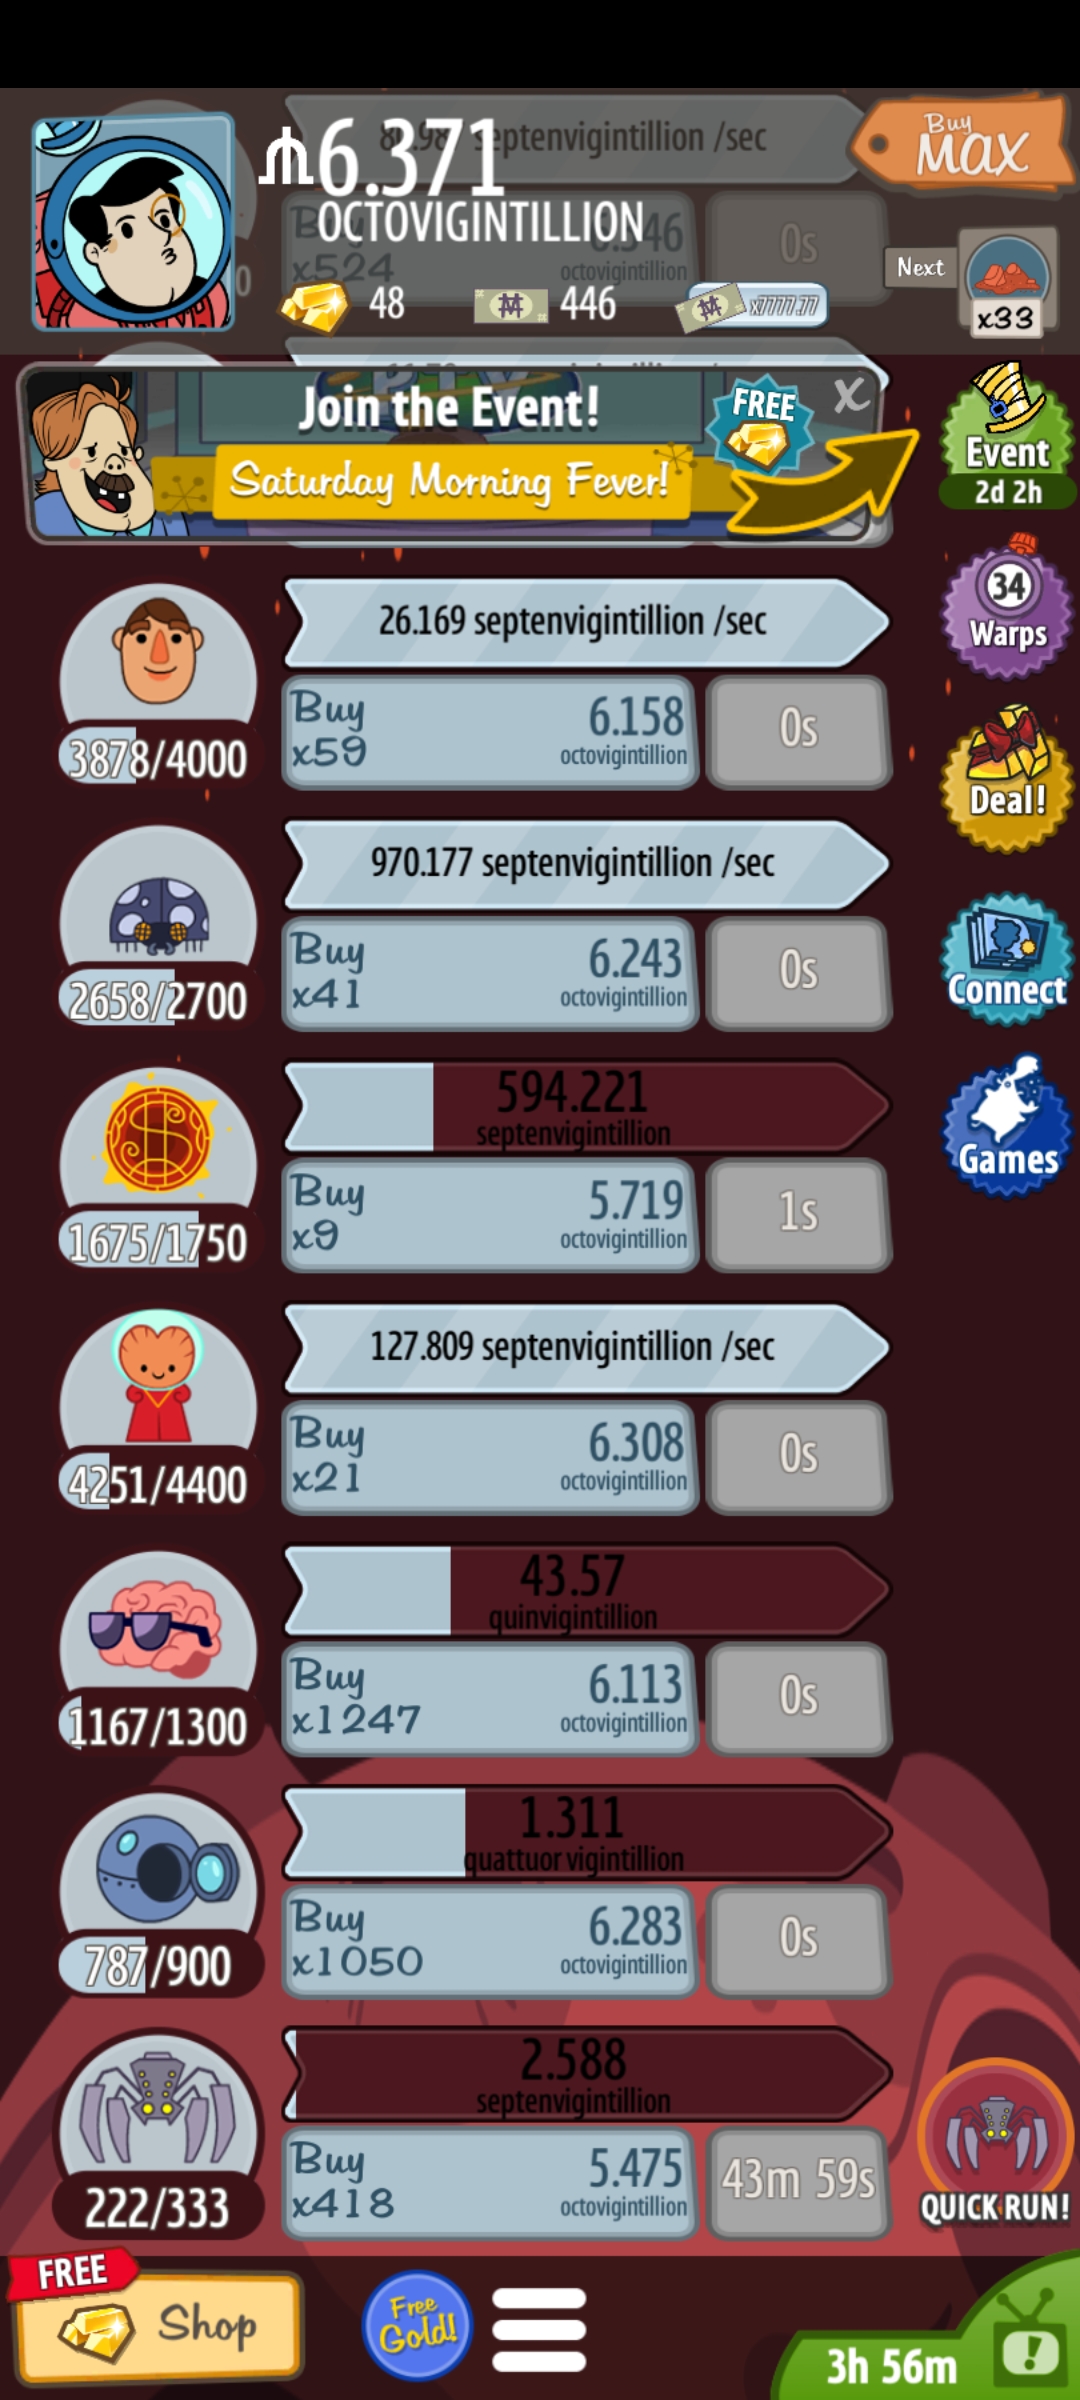 80.98 septenvigintillion /sec
Buy
MAX
6.371
OCTOVIGINTILLION
Buy
x524
6.346
octovigintillion
0s
48
446
x7777.77
Next
x33
Join the Event!
Saturday Morning Fever!
FREE
X
Event
2d 2h
26.169 septenvigintillion /sec
Buy
x59
6.158
octovigintillion
0s
3878/4000
34
Warps
Deal!
970.177 septenvigintillion /sec
Buy
x41
6.243
octovigintillion
0s
2658/2700
Connect
594.221
septenvigintillion
Buy
x9
5.719
octovigintillion
1s
1675/1750
Games
127.809 septenvigintillion /sec
Buy
x21
6.308
octovigintillion
0s
4251/4400
43.57
quinvigintillion
Buy
x1247
6.113
octovigintillion
0s
1167/1300
1.311
quattuor vigintillion
Buy
x1050
6.283
octovigintillion
0s
787/900
2.588
septenvigintillion
Buy
x418
5.475
octovigintillion
43m 59s
222/333
QUICK RUN!
FREE
Shop
Free
Gold!
3h 56m